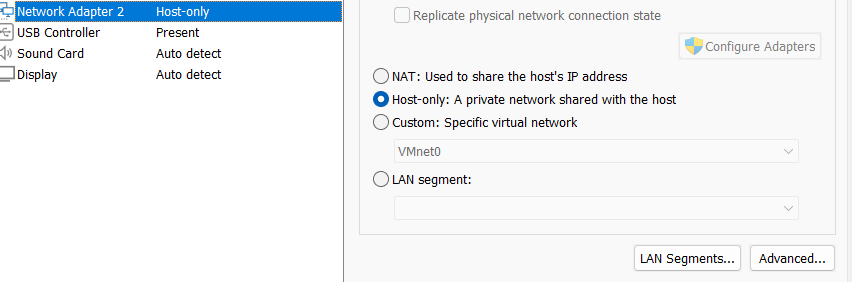 Network Adapter 2 Host-only
USB Controller Present
Sound Card Auto detect
Display Auto detect
Replicate physical network connection state
Configure Adapters
NAT: Used to share the host's IP address
Host-only: A private network shared with the host
Custom: Specific virtual network
VMnet0
LAN segment:
LAN Segments... Advanced...